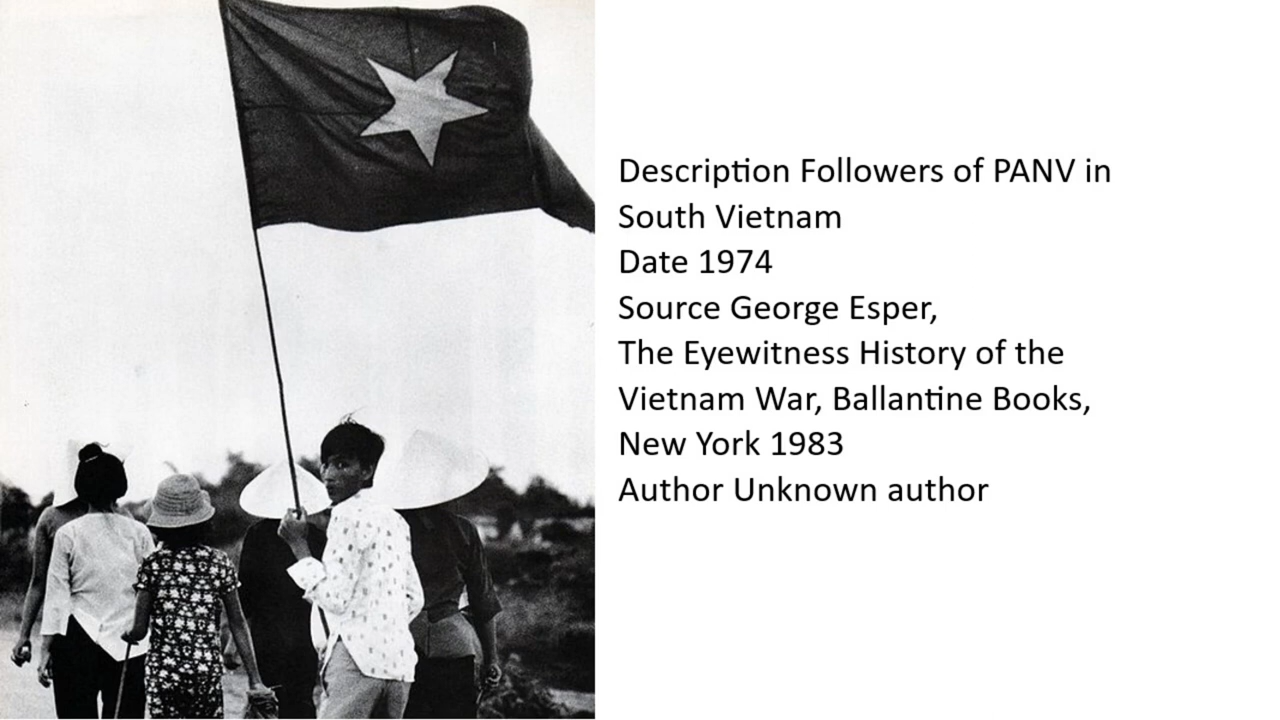 Description Followers of PANV in
South Vietnam
Date 1974
Source George Esper,
The Eyewitness History of the
Vietnam War, Ballantine Books,
New York 1983
Author Unknown author